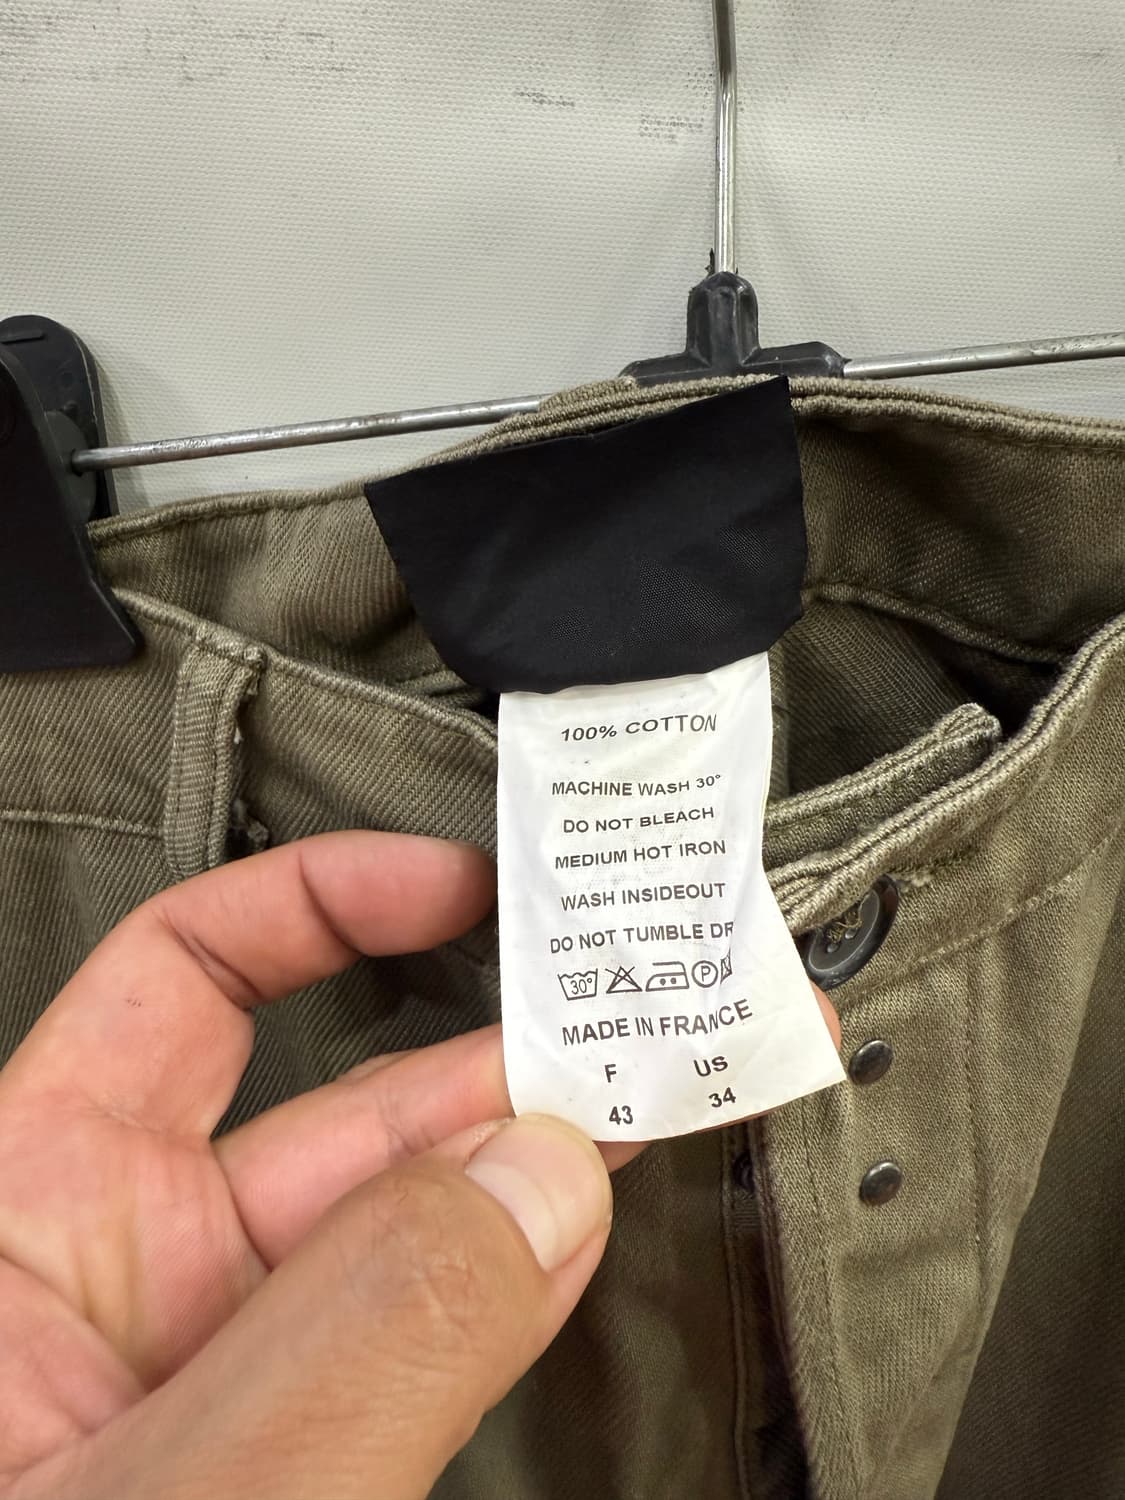 100% COTTON
MACHINE WASH 30°
DO NOT BLEACH
MEDIUM HOT IRON
WASH INSIDEOUT
DO NOT TUMBLE DR
30° P
MADE IN FRANCE
F US
43 34